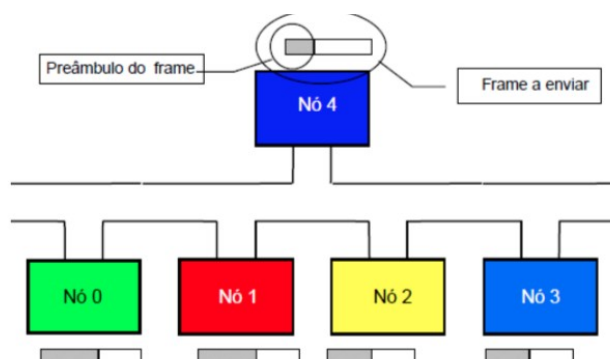 Preâmbulo do frame
Frame a enviar
Nó 4
Nó 0
Nó 1
Nó 2
Nó 3